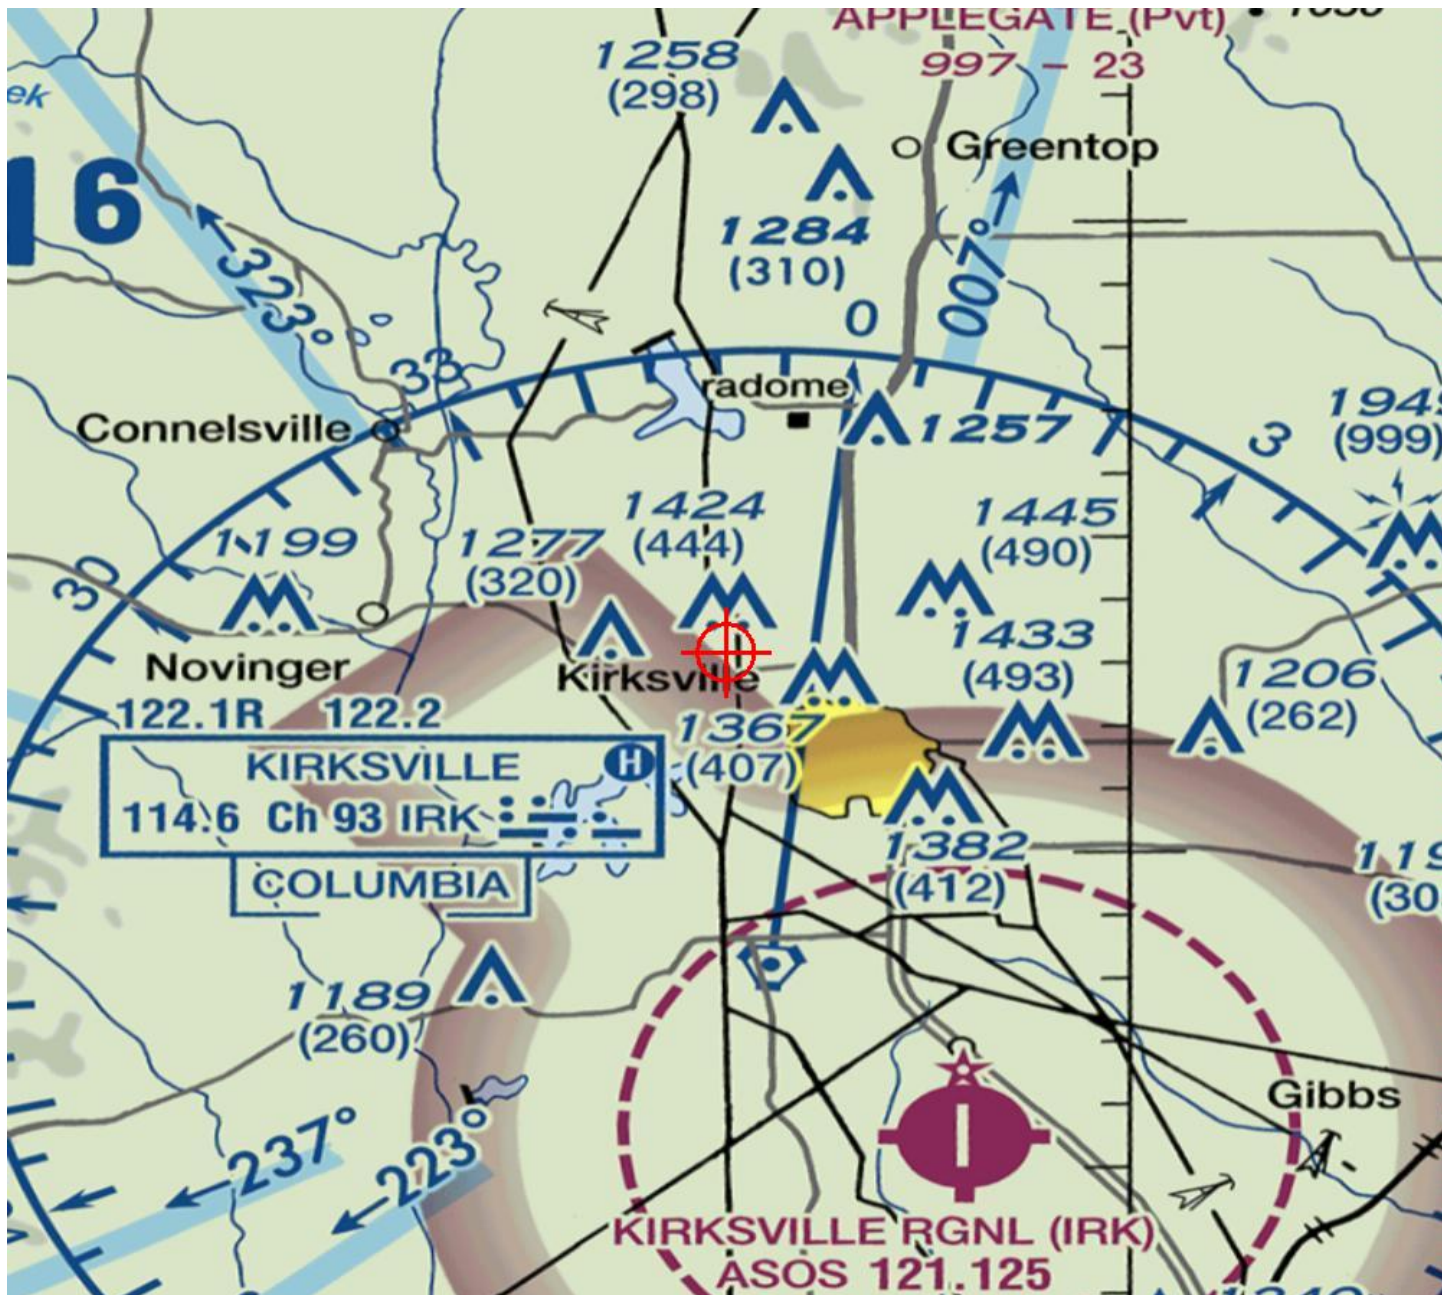 APPLEGATE (Pvt)
997 - 23
1258
(298)
ek
Greentop
16
1284
(310)
007°
323°
0
33
radome
Connelsville
1257
3
(999)
1424
(444)
1445
(490)
1199
1277
(320)
30
1433
(493)
Novinger
Kirksville
1206
(262)
122.1R 122.2
1367
(407)
KIRKSVILLE H
114.6 Ch 93 IRK
COLUMBIA
1382
(412)
119
(30
1189
(260)
Gibbs
237°
223°
KIRKSVILLE RGNL (IRK)
ASOS 121.125